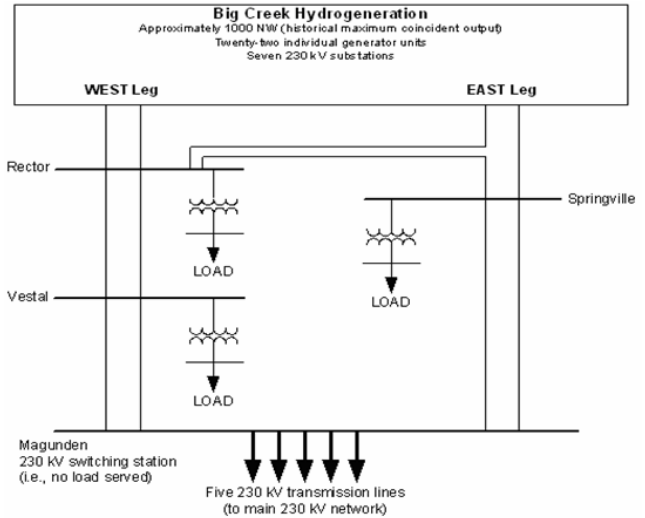 Big Creek Hydrogeneration
Approximately 1000 NW (historical maximum coincident output)
Twenty-two individual generator units
Seven 230 kV substations
WEST Leg
EAST Leg
Rector
Springville
LOAD
LOAD
Vestal
LOAD
Magunden
230 kV switching station
(i.e., no load served)
Five 230 kV transmission lines
(to main 230 kV network)